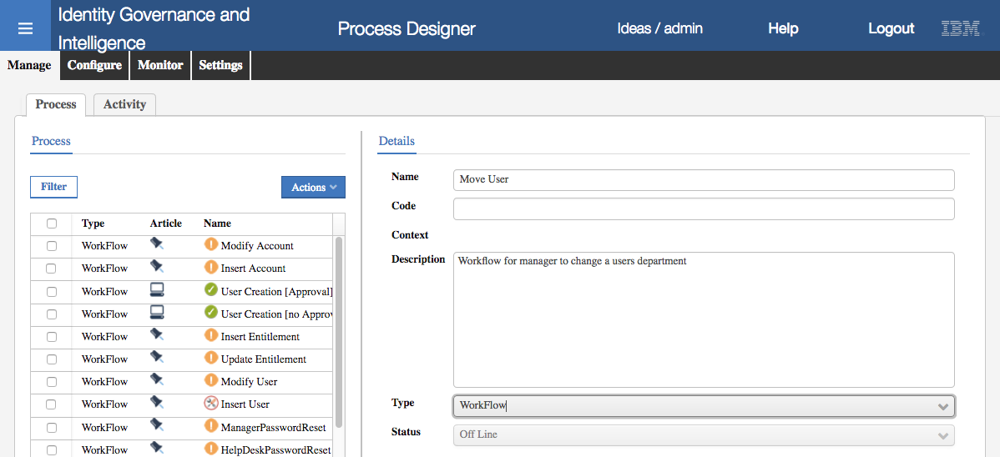 Identity Governance and
Intelligence
Process Designer
Ideas / admin
Help
Logout
IBM
Manage
Configure
Monitor
Settings
Process
Activity
Process
Details
Filter
Actions
Type Article Name
WorkFlow Modify Account
WorkFlow Insert Account
WorkFlow User Creation [Approval]
WorkFlow User Creation [no Approv
WorkFlow Insert Entitlement
WorkFlow Update Entitlement
WorkFlow Modify User
WorkFlow Insert User
WorkFlow ManagerPasswordReset
WorkFlow HelpDeskPasswordReset
Name Move User
Code
Context
Description Workflow for manager to change a users department
Type WorkFlow
Status Off Line